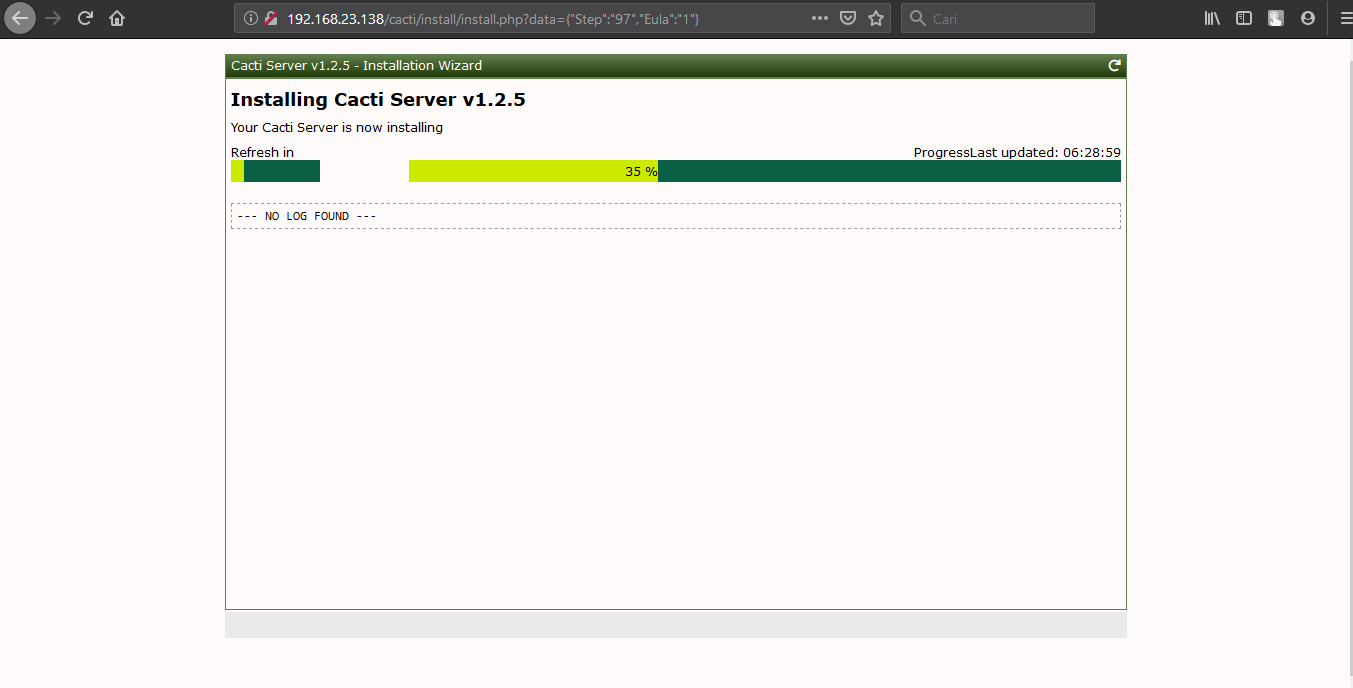 192.168.23.138/cacti/install/install.php?data={"Step":"97","Eula":"1"}
Cari
Cacti Server v1.2.5 - Installation Wizard
Installing Cacti Server v1.2.5
Your Cacti Server is now installing
Refresh in
ProgressLast updated: 06:28:59
35 %
--- NO LOG FOUND ---